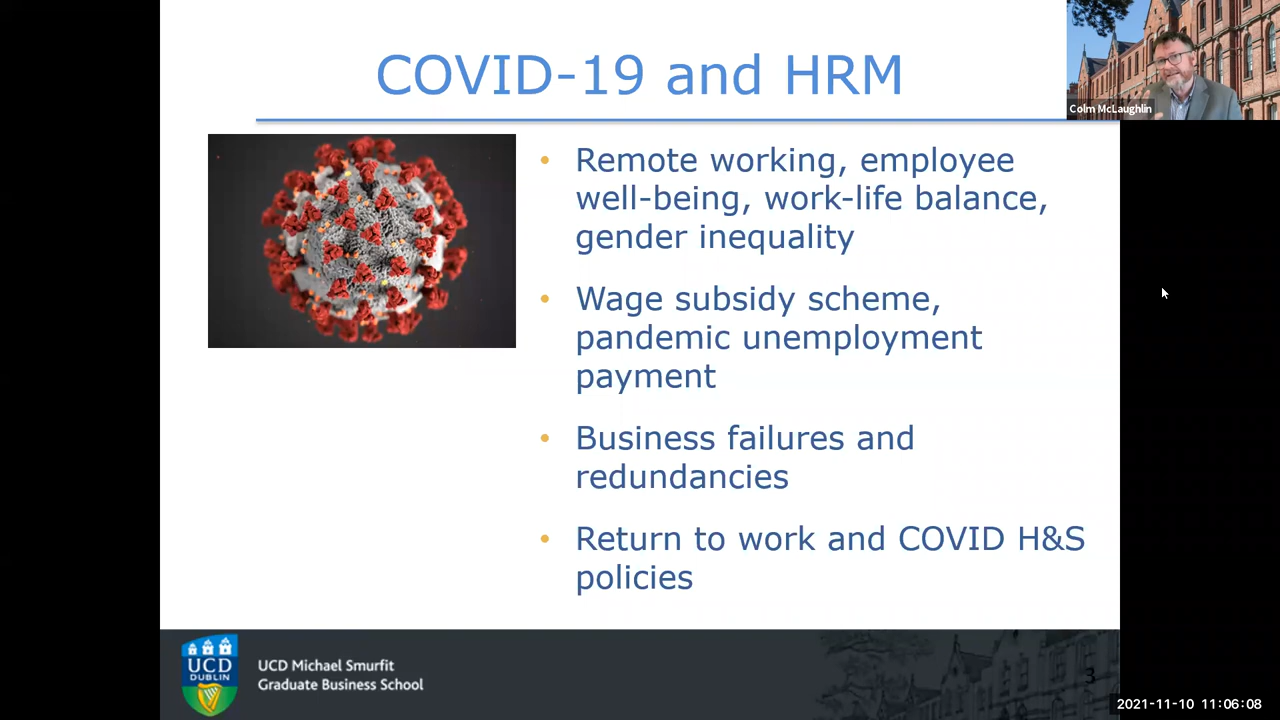 COVID-19 and HRM
Colm McLaughlin
• Remote working, employee
well-being, work-life balance,
gender inequality
• Wage subsidy scheme,
pandemic unemployment
payment
• Business failures and
redundancies
• Return to work and COVID H&S
policies
UCD
DUBLIN
UCD Michael Smurfit
Graduate Business School
3
2021-11-10 11:06:08